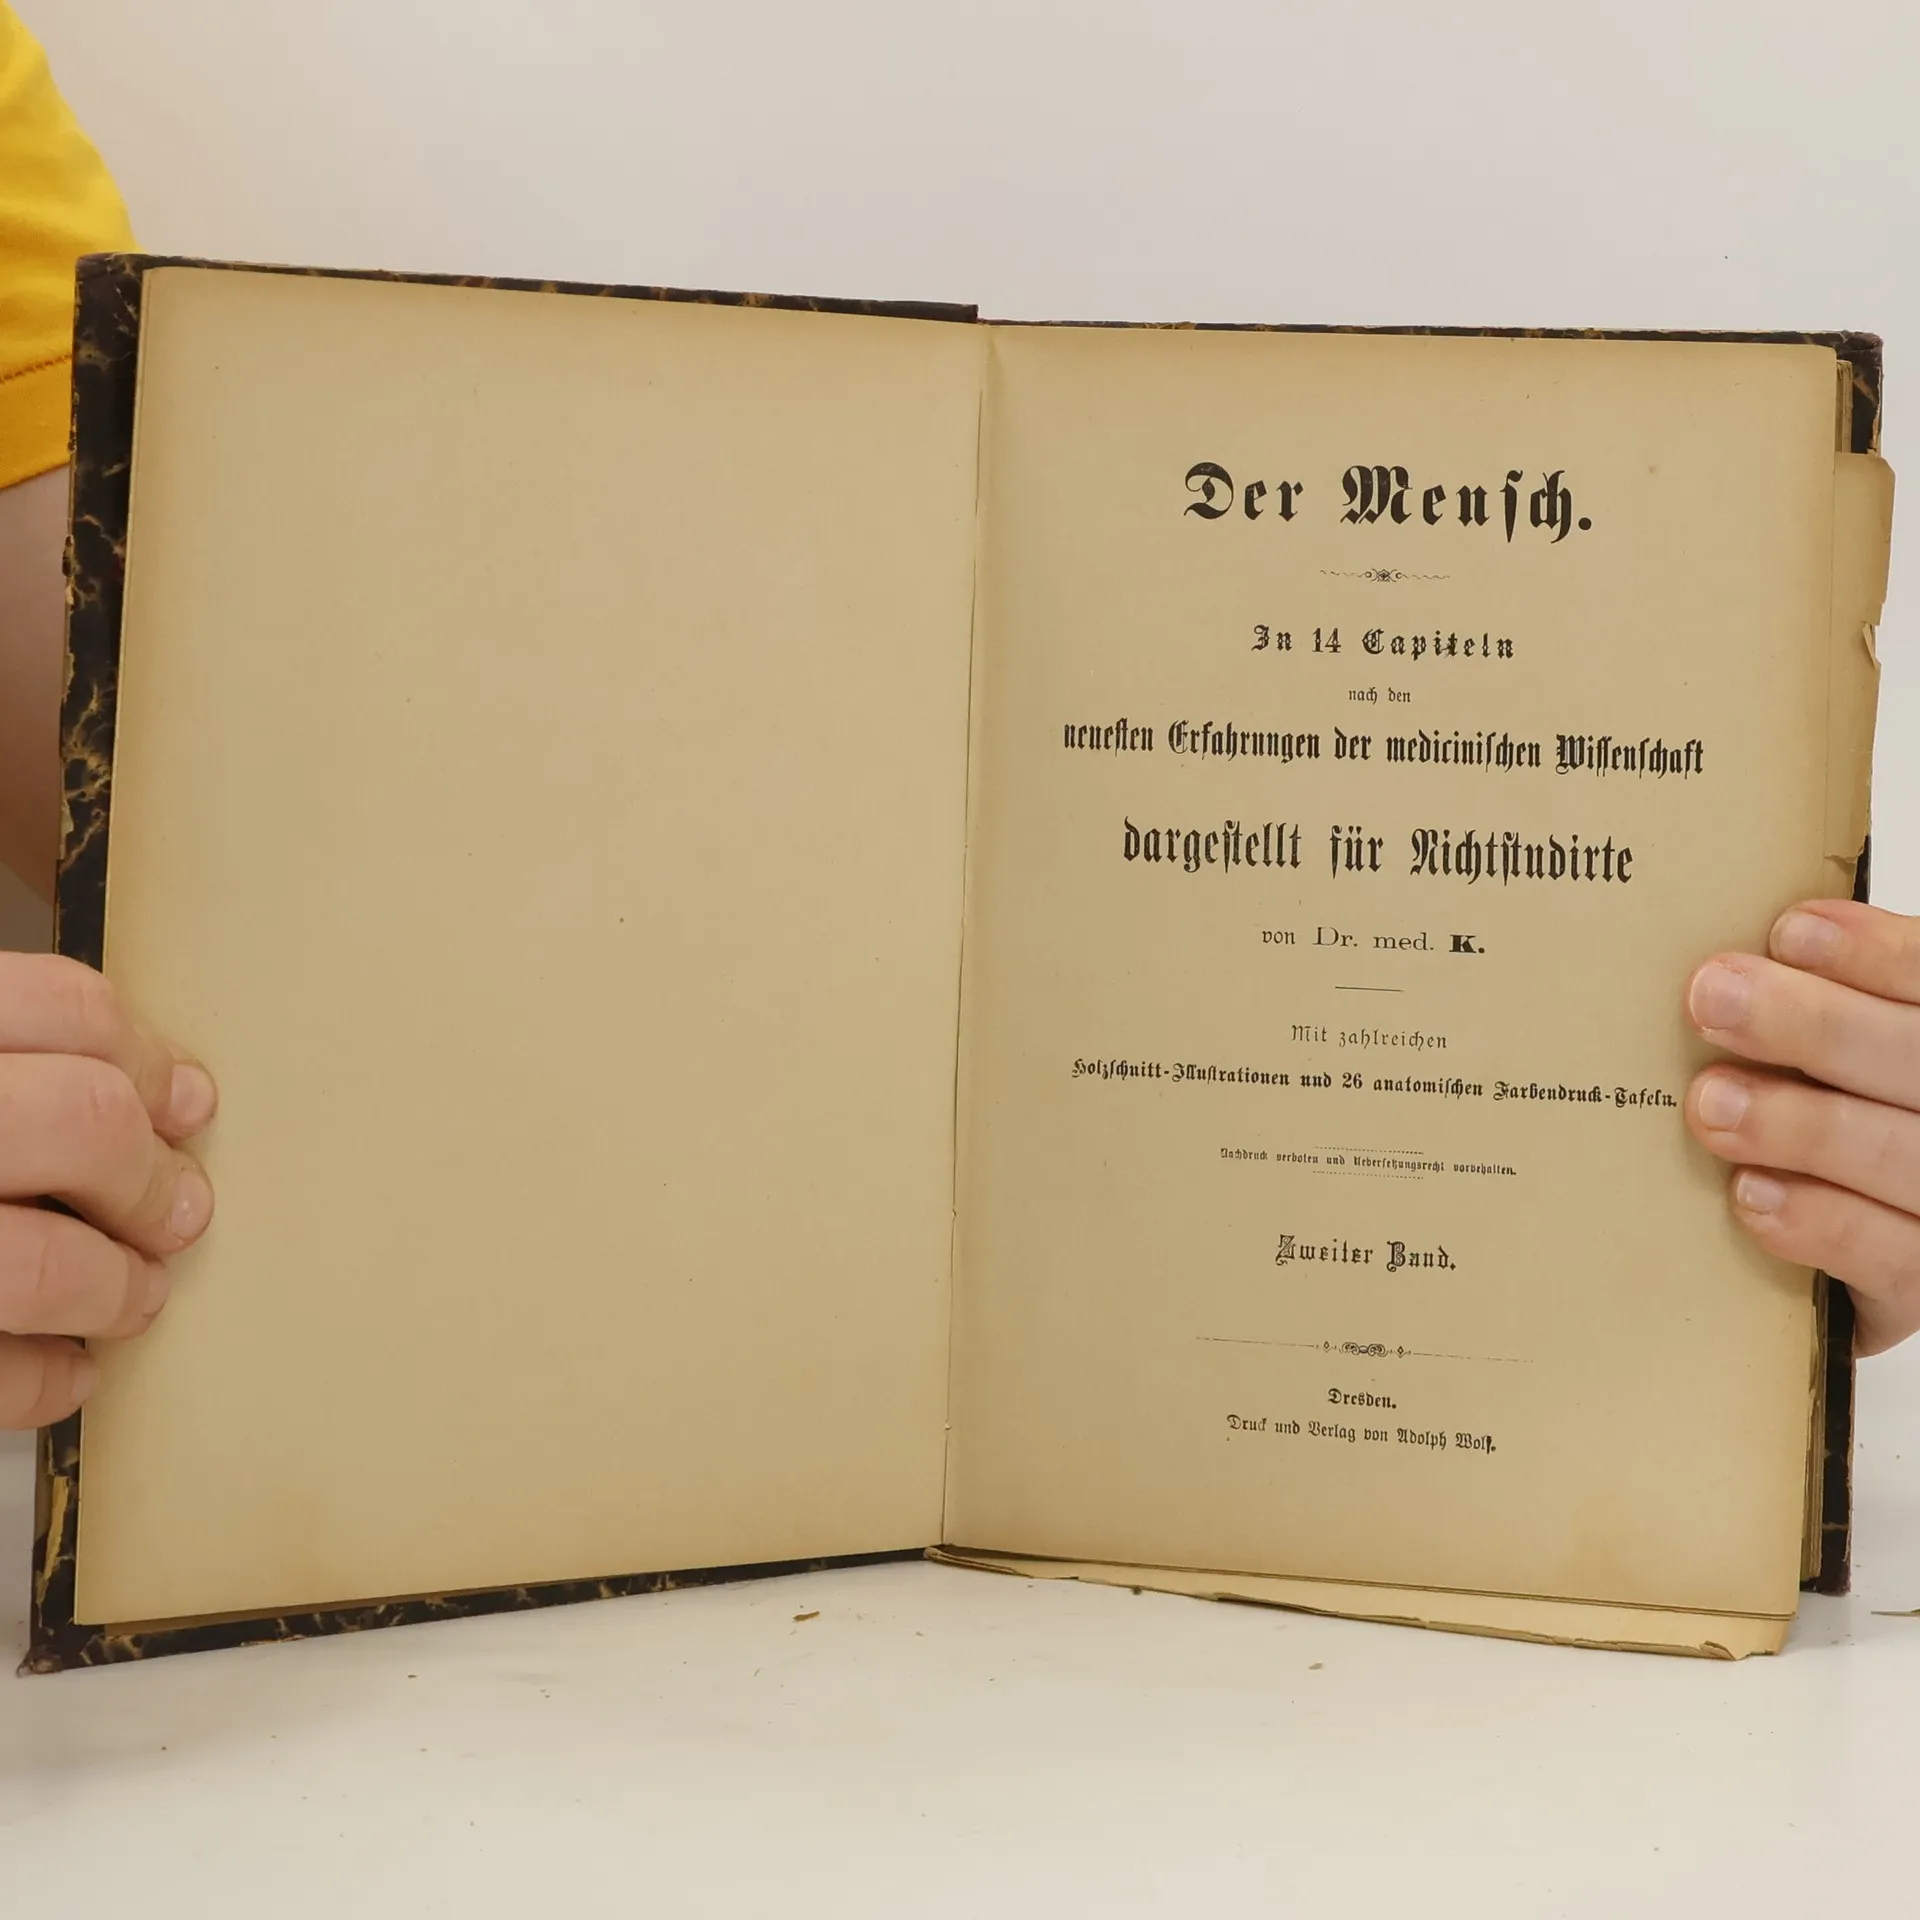 Der Mensch.
In 14 Capiteln
nach den
neuesten Erfahrungen der medicinischen Wissenschaft
dargestellt für Nichtstudirte
von Dr. med. K.
Mit zahlreichen
Holzschnitt-Illustrationen und 26 anatomischen Farbendruck-Tafeln.
Nachdruck verboten und Uebersetzungsrecht vorbehalten.
Zweiter Band.
Dresden.
Druck und Verlag von Adolph Wolf.